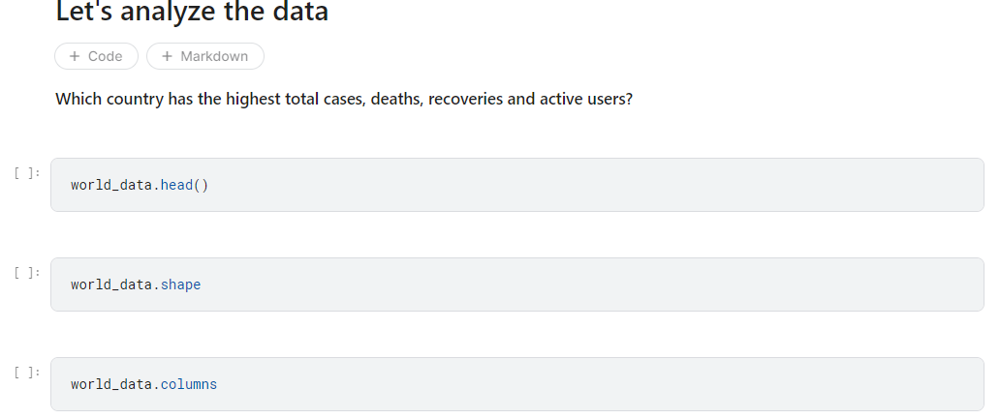 Let's analyze the data
+ Code + Markdown
Which country has the highest total cases, deaths, recoveries and active users?
[ ]: world_data.head()
[ ]: world_data.shape
[ ]: world_data.columns